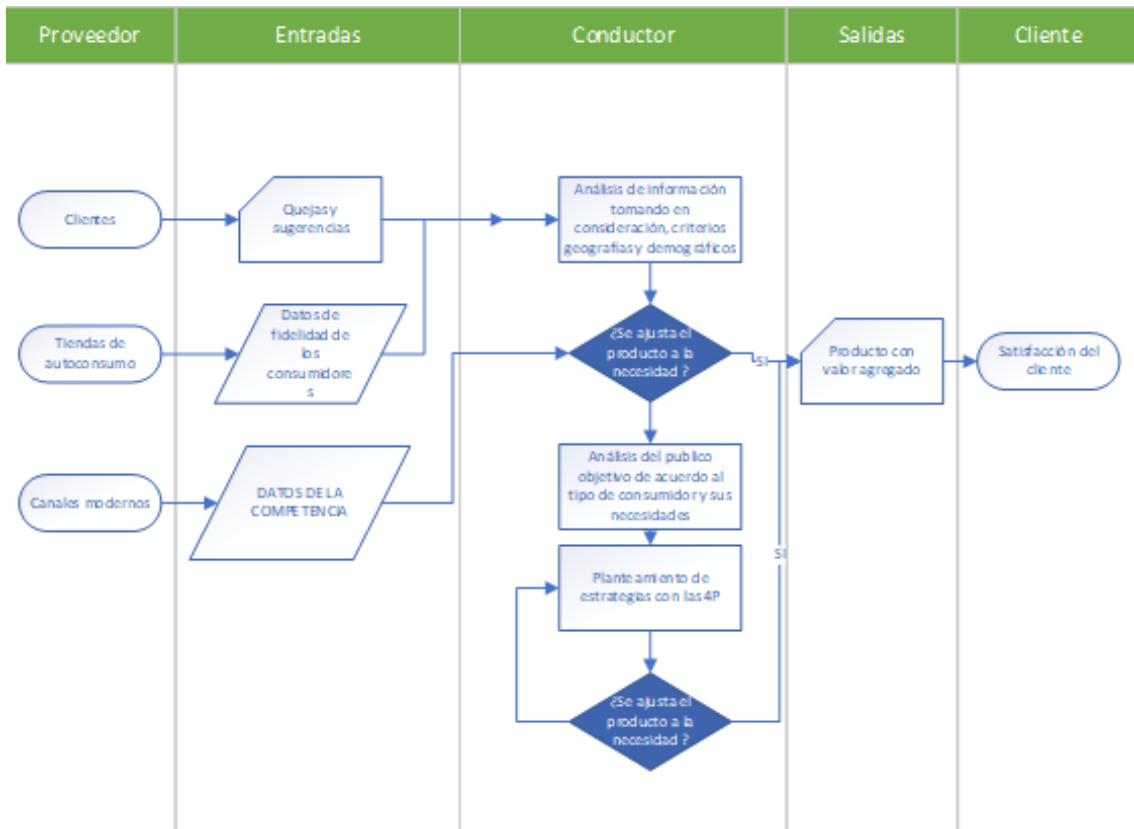 Proveedor
Entradas
Conductor
Salidas
Cliente
Clientes
Quejas y
sugerencias
Análisis de información
tomando en
consideración, criterios
geografías y demográficos
Tiendas de
autoconsumo
Datos de
fidelidad de
los
consumidore
s
¿Se ajusta el
producto a la
necesidad ?
SI
Producto con
valor agregado
Satisfacción del
cliente
Canales modernos
DATOS DE LA
COMPETENCIA
Análisis del publico
objetivo de acuerdo al
tipo de consumidor y sus
necesidades
SI
Planteamiento de
estrategias con las 4P
¿Se ajusta el
producto a la
necesidad ?